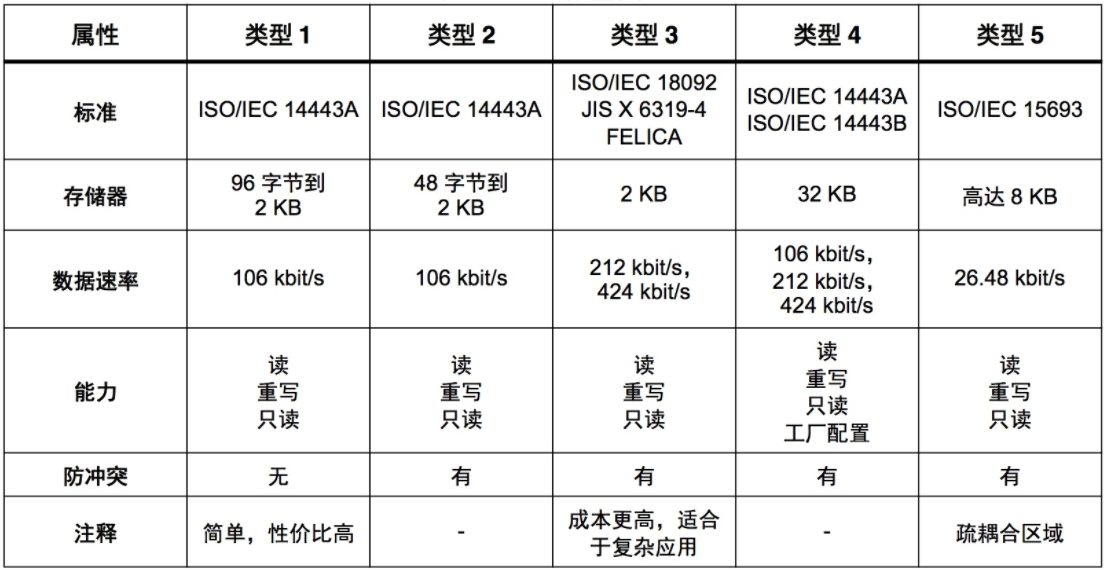 属性 类型 1 类型 2 类型 3 类型 4 类型 5
标准 ISO/IEC 14443A ISO/IEC 14443A ISO/IEC 18092 JIS X 6319-4 FELICA ISO/IEC 14443A ISO/IEC 14443B ISO/IEC 15693
存储器 96 字节到 2 KB 48 字节到 2 KB 2 KB 32 KB 高达 8 KB
数据速率 106 kbit/s 106 kbit/s 212 kbit/s, 424 kbit/s 106 kbit/s, 212 kbit/s, 424 kbit/s 26.48 kbit/s
能力 读 重写 只读 读 重写 只读 读 重写 只读 读 重写 只读 工厂配置 读 重写 只读
防冲突 无 有 有 有 有
注释 简单，性价比高 - 成本更高，适合于复杂应用 - 疏耦合区域